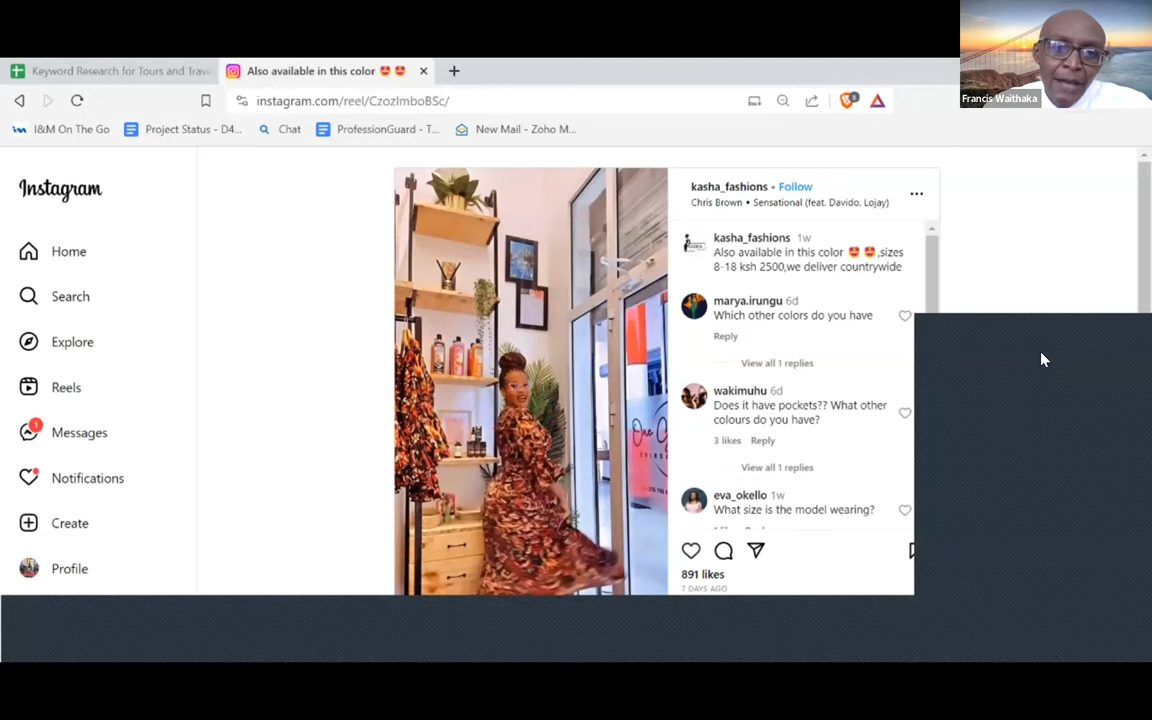 Keyword Research for Tours and Trave
Also available in this color 😍 😍
instagram.com/reel/CzozImboBSc/
8
I&M On The Go
Project Status - D4...
Chat
ProfessionGuard - T...
New Mail - Zoho M...
Francis Waithaka
Instagram
Home
Search
Explore
Reels
1
Messages
Notifications
Create
Profile
kasha_fashions • Follow
Chris Brown • Sensational (feat. Davido, Lojay)
kasha_fashions 1w
Also available in this color 😍 😍,sizes
8-18 ksh 2500,we deliver countrywide
marya.irungu 6d
Which other colors do you have
Reply
View all 1 replies
wakimuhu 6d
Does it have pockets?? What other
colours do you have?
3 likes Reply
View all 1 replies
eva_okello 1w
What size is the model wearing?
891 likes
7 DAYS AGO